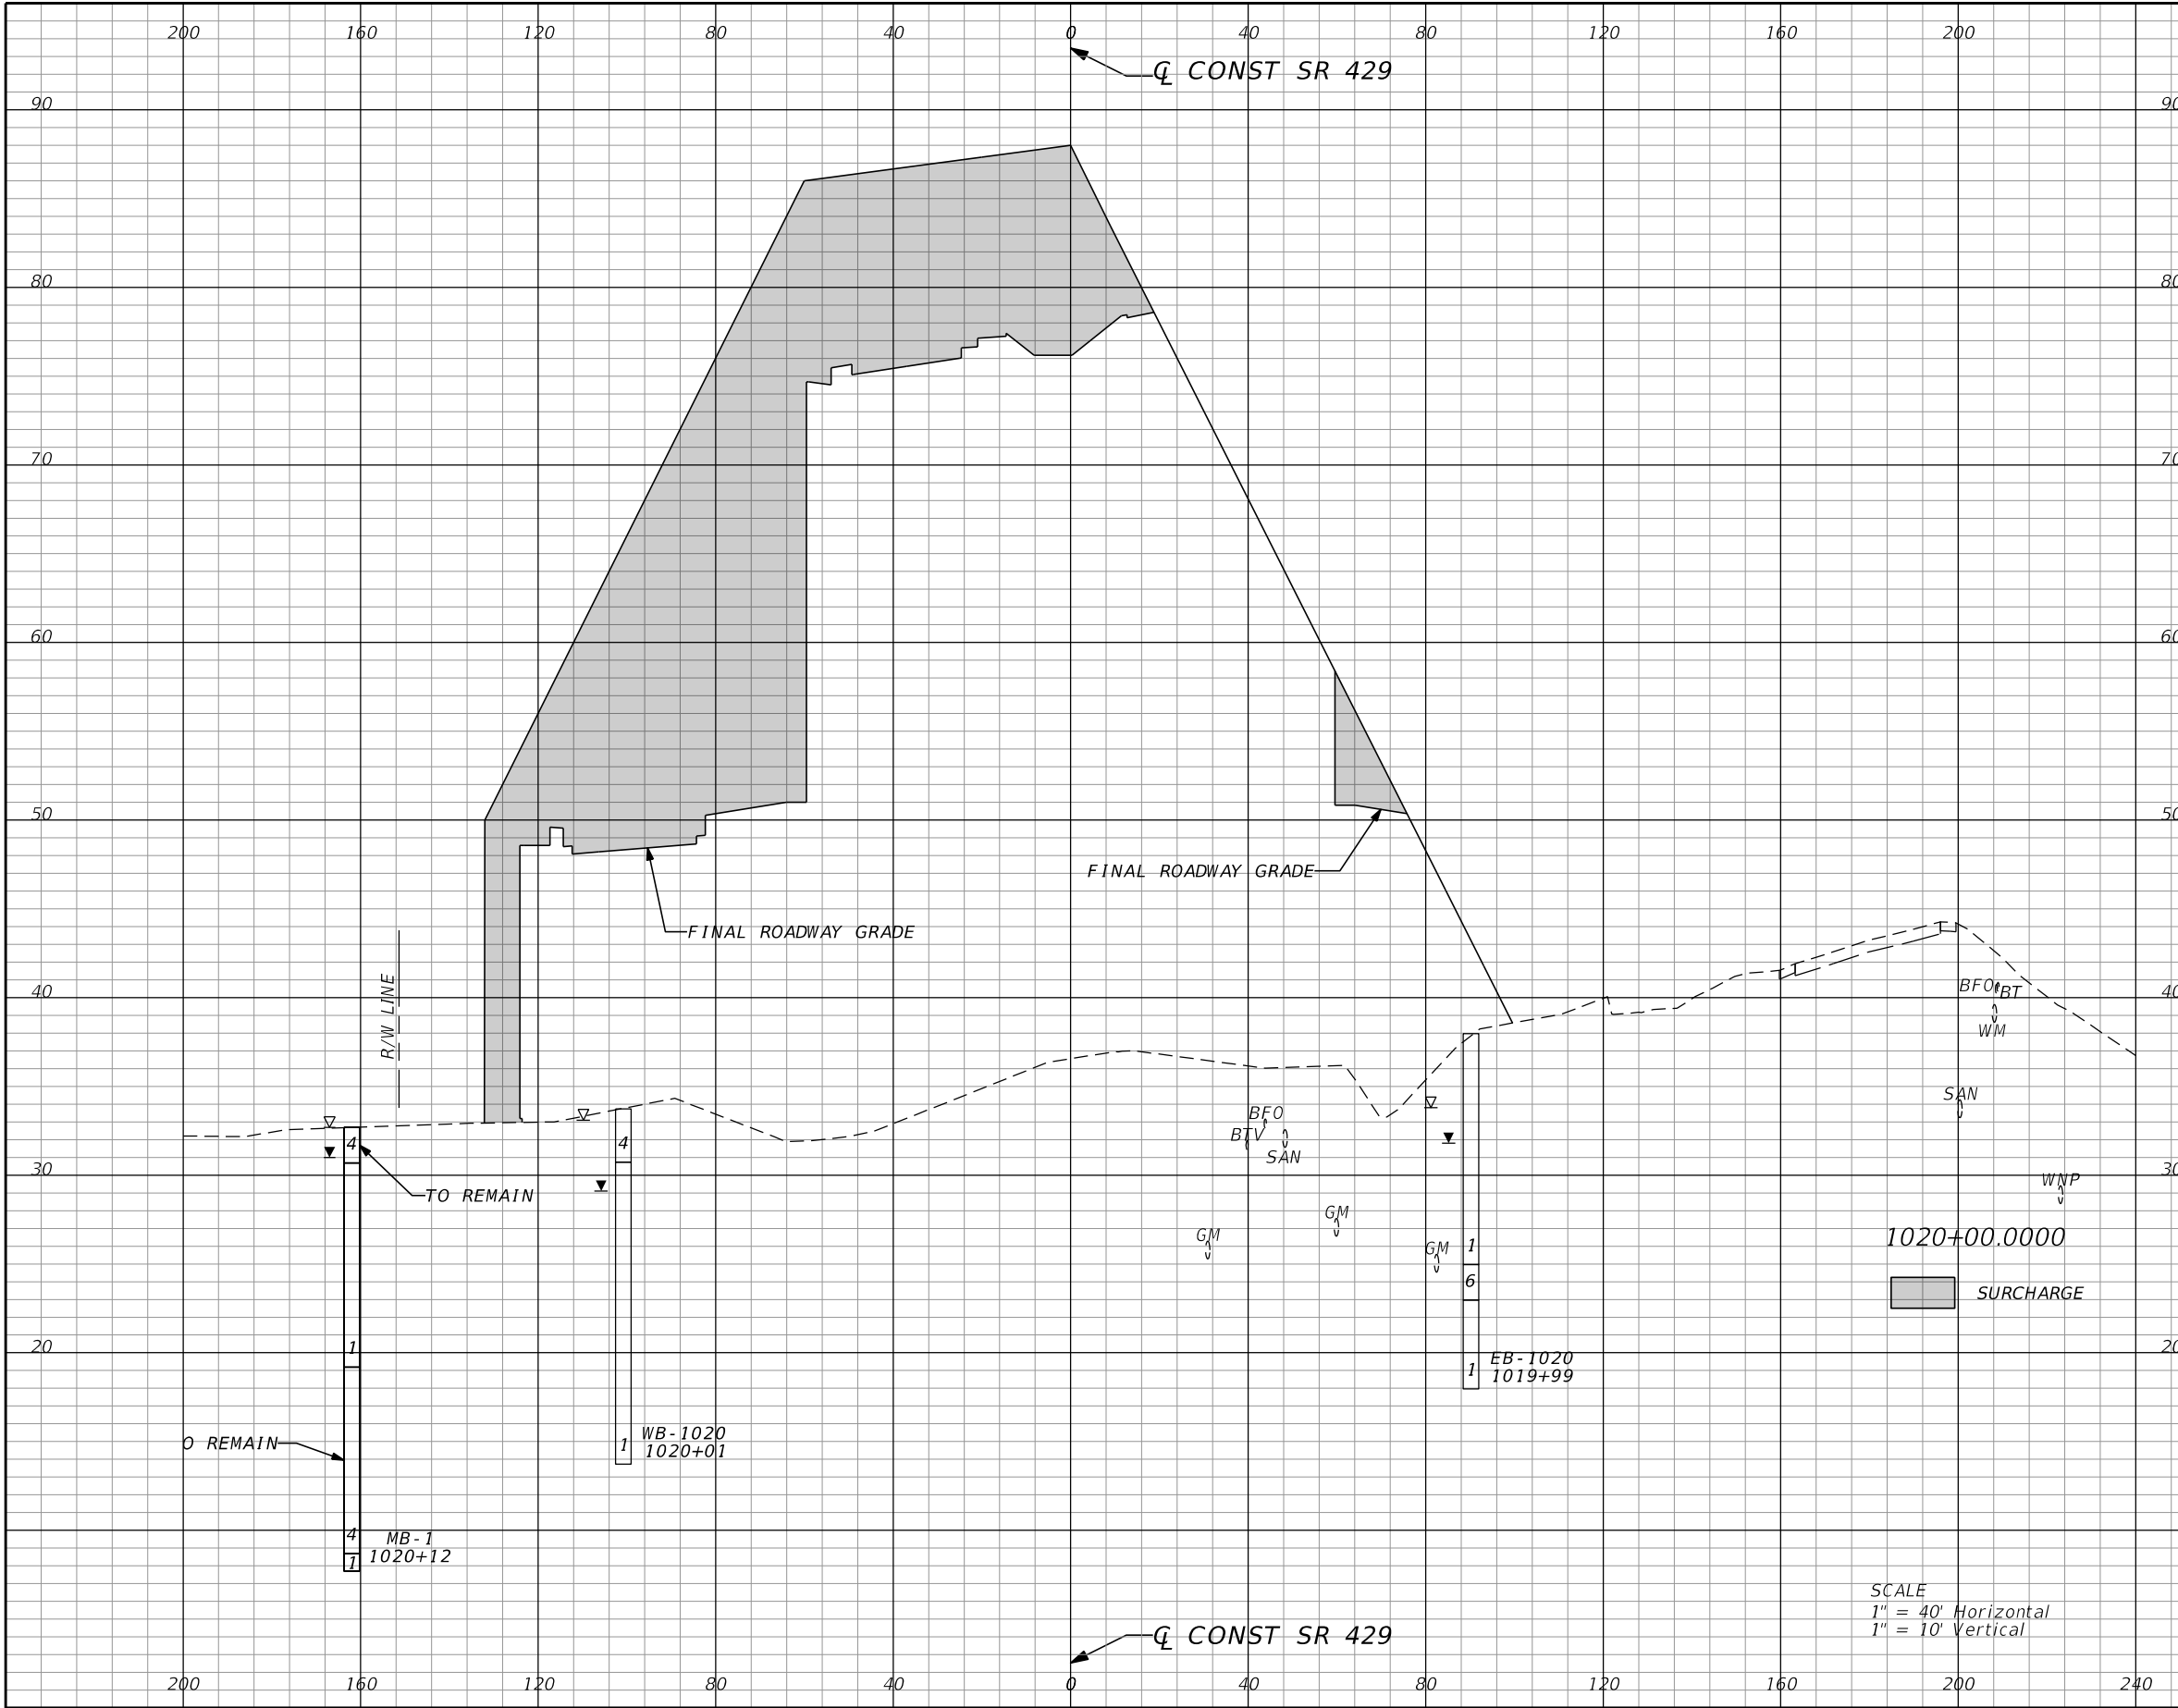 200 160 120 80 40 0 40 80 120 160 200
℄ CONST SR 429
90 90
80 80
70 70
60 60
50 50
FINAL ROADWAY GRADE
FINAL ROADWAY GRADE
R/W LINE
40 40
BFO BT
WM
SAN
BFO
BTV
SAN
4
4
30 30
TO REMAIN
WNP
GM
GM
GM
1
1020+00.0000
6
SURCHARGE
20 20
1
1
EB-1020
1019+99
O REMAIN
1
WB-1020
1020+01
4
1
MB-1
1020+12
SCALE
1" = 40' Horizontal
1" = 10' Vertical
℄ CONST SR 429
200 160 120 80 40 0 40 80 120 160 200 240